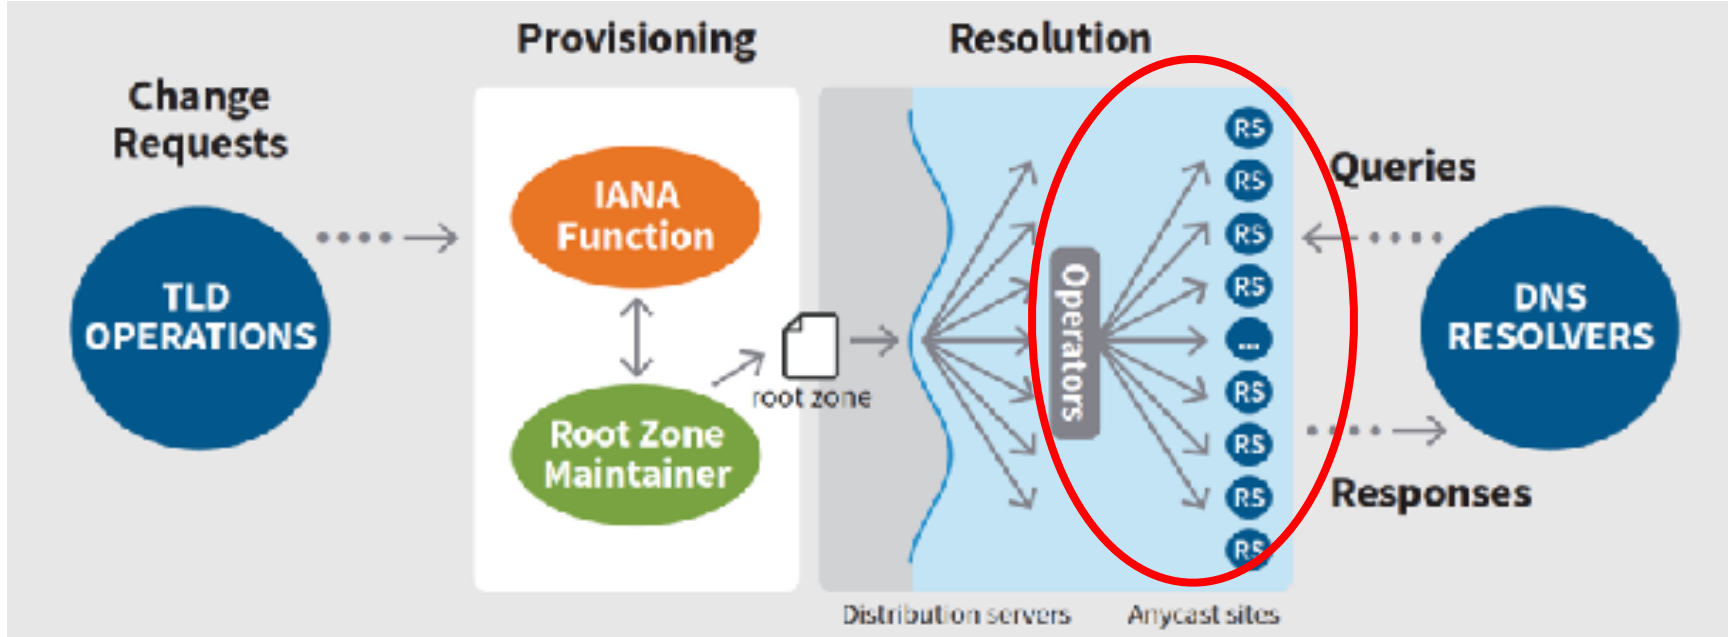 Provisioning
Resolution
Change
Requests
TLD
OPERATIONS
IANA
Function
Root Zone
Maintainer
root zone
Operators
RS
RS
RS
RS
...
RS
RS
RS
RS
Queries
DNS
RESOLVERS
Responses
Distribution servers
Anycast sites